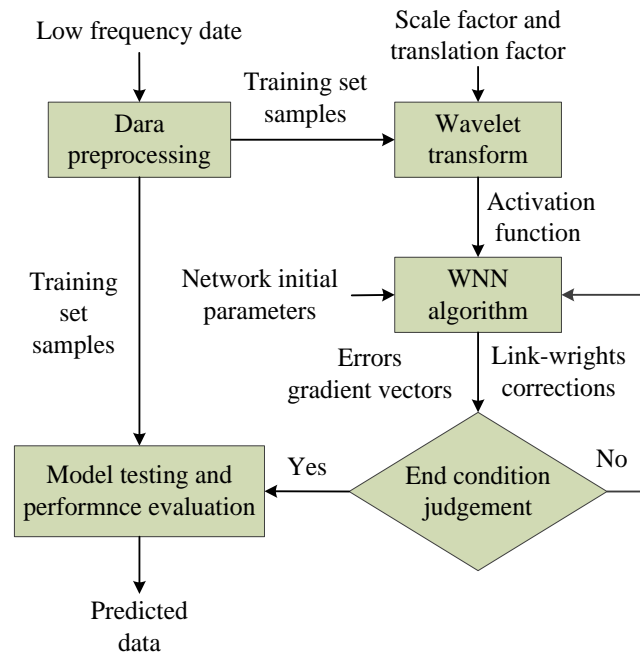 Low frequency date
Scale factor and
translation factor
Training set
samples
Dara
preprocessing
Wavelet
transform
Activation
function
Training
set
samples
Network initial
parameters
WNN
algorithm
Errors
gradient vectors
Link-wrights
corrections
Model testing and
performnce evaluation
Yes
End condition
judgement
No
Predicted
data